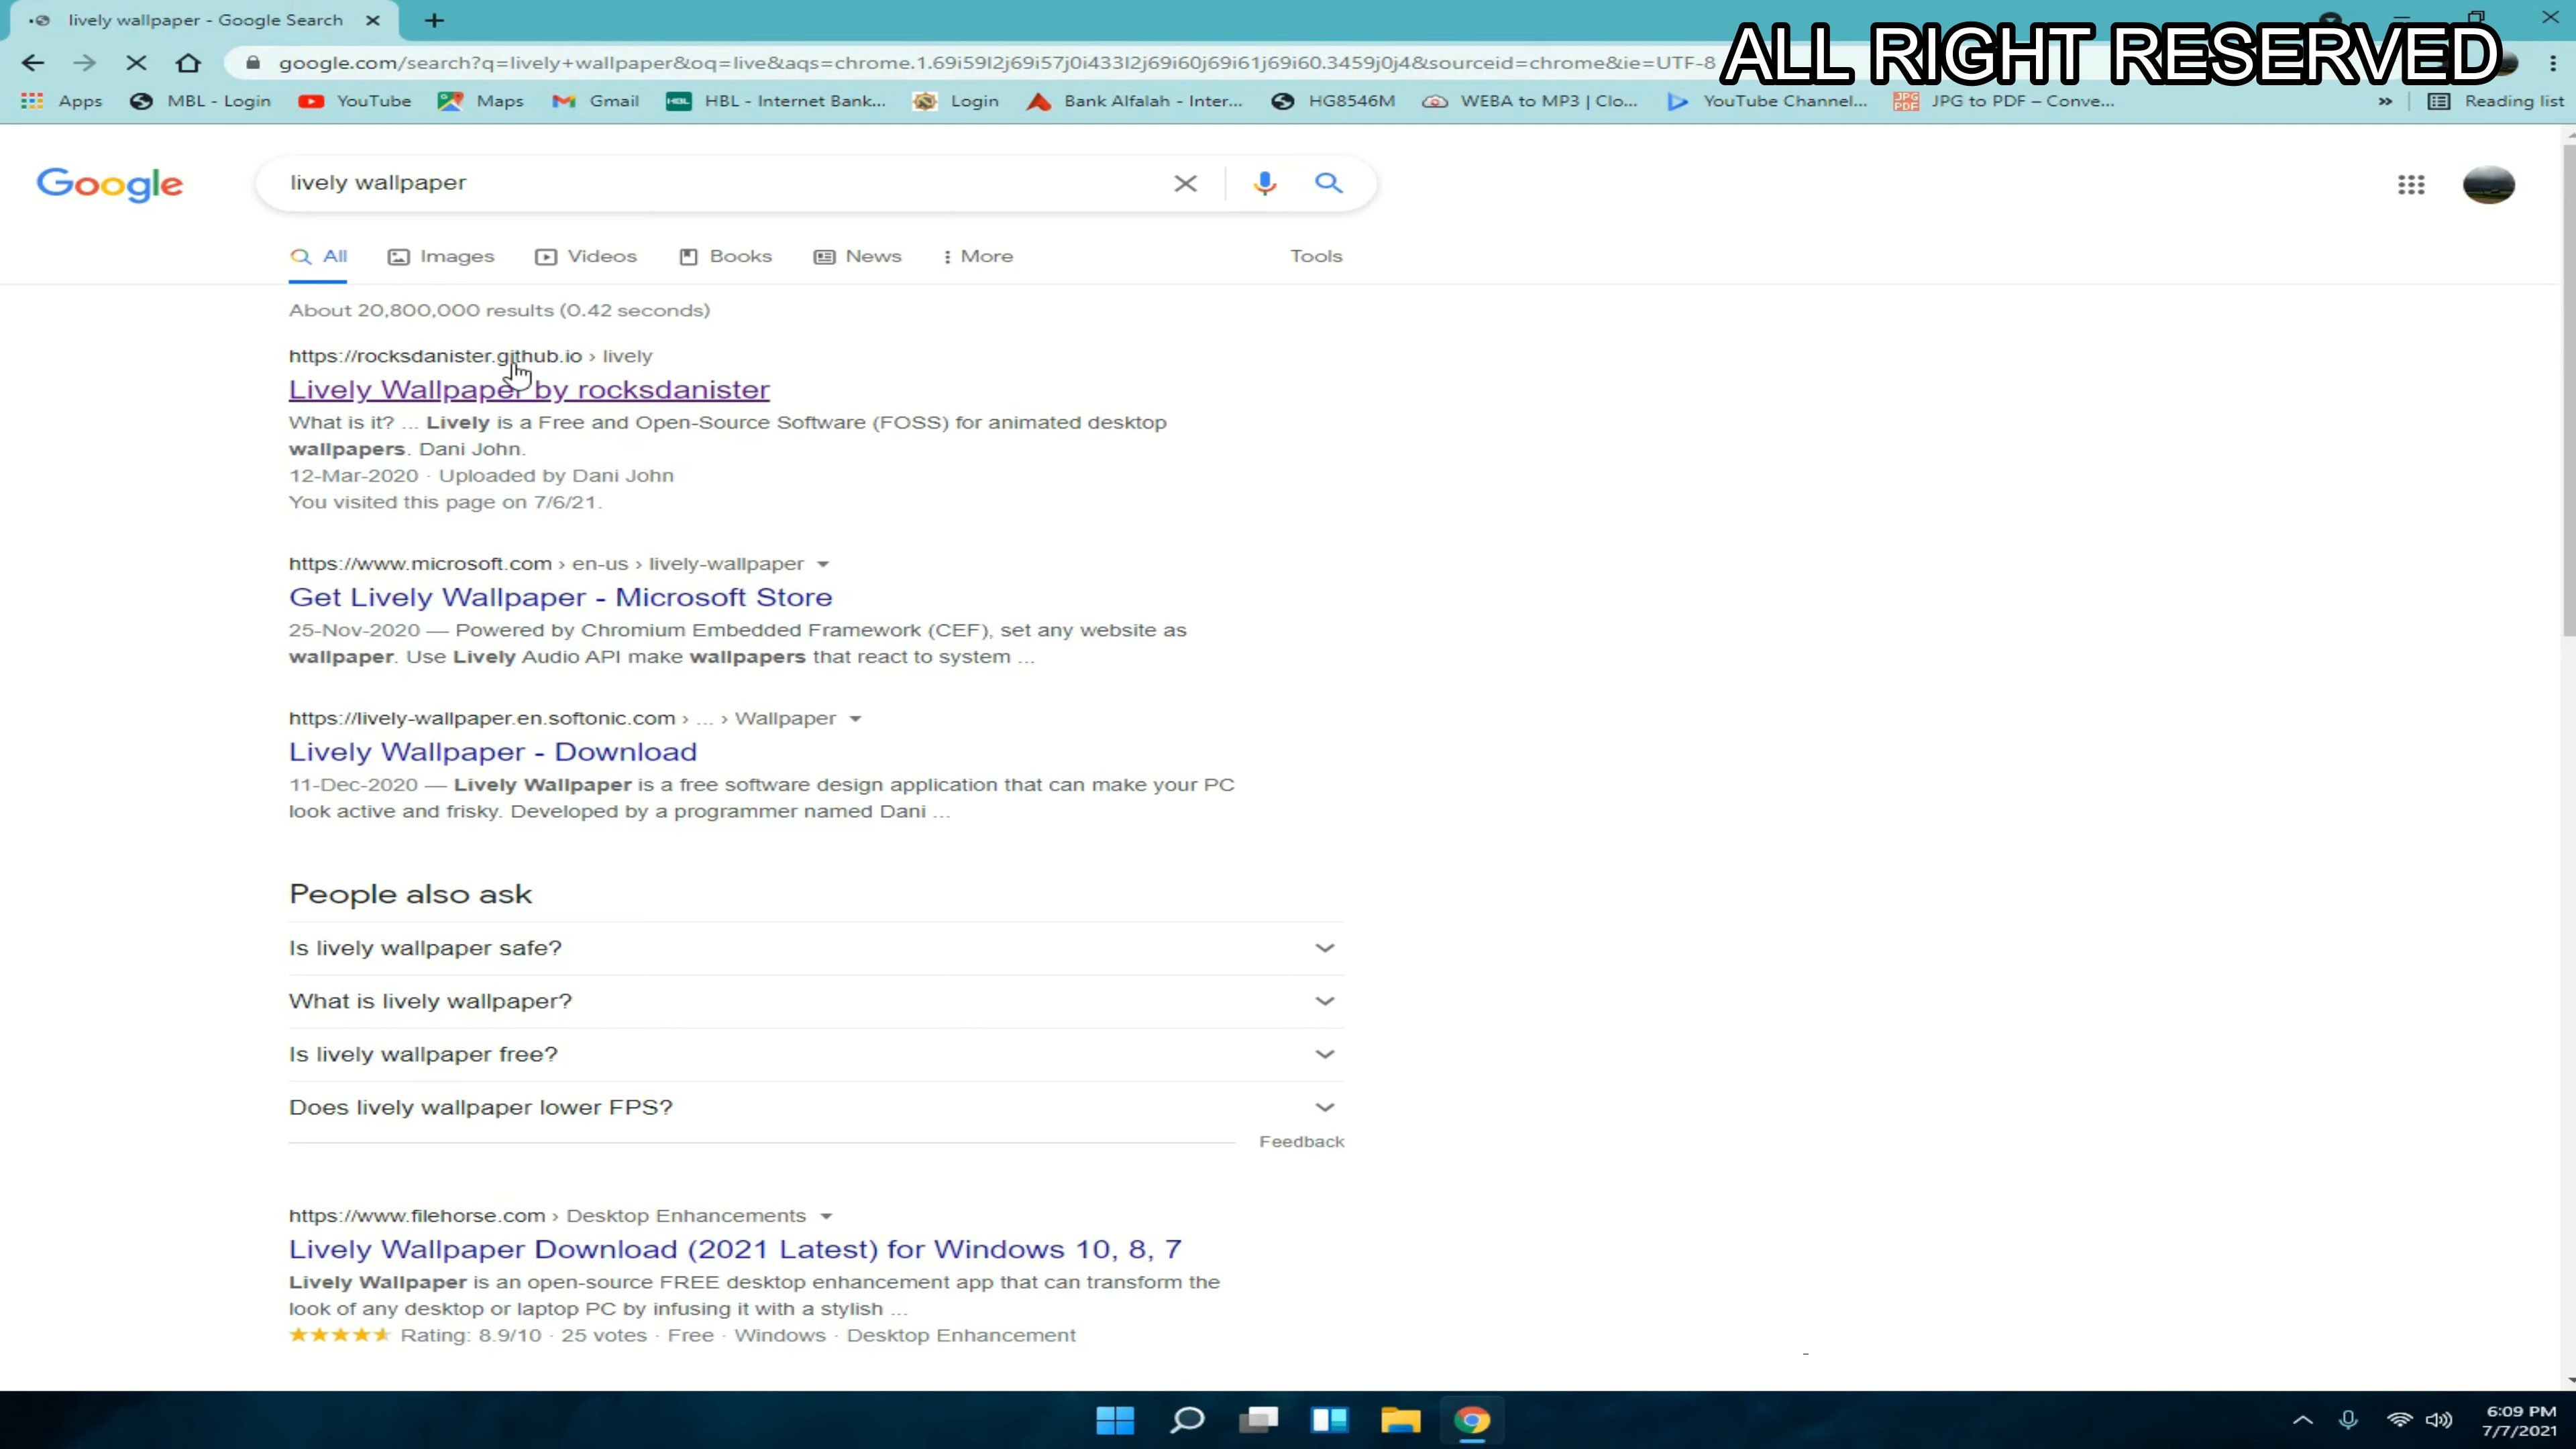 lively wallpaper - Google Search
ALL RIGHT RESERVED
google.com/search?q=lively+wallpaper&oq=live&aqs=chrome.1.69i59l2j69i57j0i433l2j69i60j69i61j69i60.3459j0j4&sourceid=chrome&ie=UTF-8
Apps MBL - Login YouTube Maps Gmail HBL - Internet Bank... Login Bank Alfalah - Inter... HG8546M WEBA to MP3 | Clo... YouTube Channel... JPG to PDF – Conve... » Reading list
Google
lively wallpaper
All Images Videos Books News More Tools
About 20,800,000 results (0.42 seconds)
https://rocksdanister.github.io › lively
Lively Wallpaper by rocksdanister
What is it? ... Lively is a Free and Open-Source Software (FOSS) for animated desktop
wallpapers. Dani John.
12-Mar-2020 · Uploaded by Dani John
You visited this page on 7/6/21.
https://www.microsoft.com › en-us › lively-wallpaper
Get Lively Wallpaper - Microsoft Store
25-Nov-2020 — Powered by Chromium Embedded Framework (CEF), set any website as
wallpaper. Use Lively Audio API make wallpapers that react to system ...
https://lively-wallpaper.en.softonic.com › ... › Wallpaper
Lively Wallpaper - Download
11-Dec-2020 — Lively Wallpaper is a free software design application that can make your PC
look active and frisky. Developed by a programmer named Dani ...
People also ask
Is lively wallpaper safe?
What is lively wallpaper?
Is lively wallpaper free?
Does lively wallpaper lower FPS?
Feedback
https://www.filehorse.com › Desktop Enhancements
Lively Wallpaper Download (2021 Latest) for Windows 10, 8, 7
Lively Wallpaper is an open-source FREE desktop enhancement app that can transform the
look of any desktop or laptop PC by infusing it with a stylish ...
Rating: 8.9/10 · 25 votes · Free · Windows · Desktop Enhancement
6:09 PM
7/7/2021